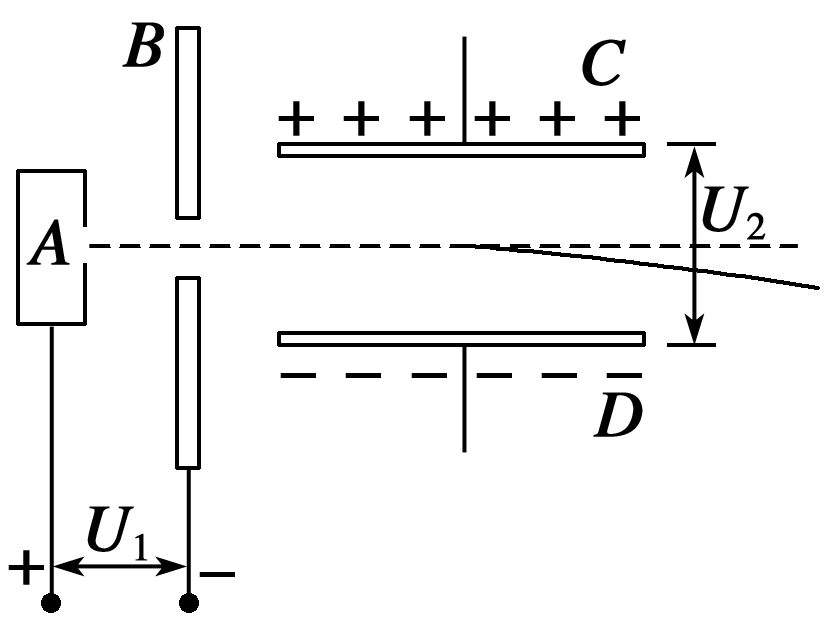 B
C
+ + + + + +
A
U₂
− − − − − −
D
U₁
+ −